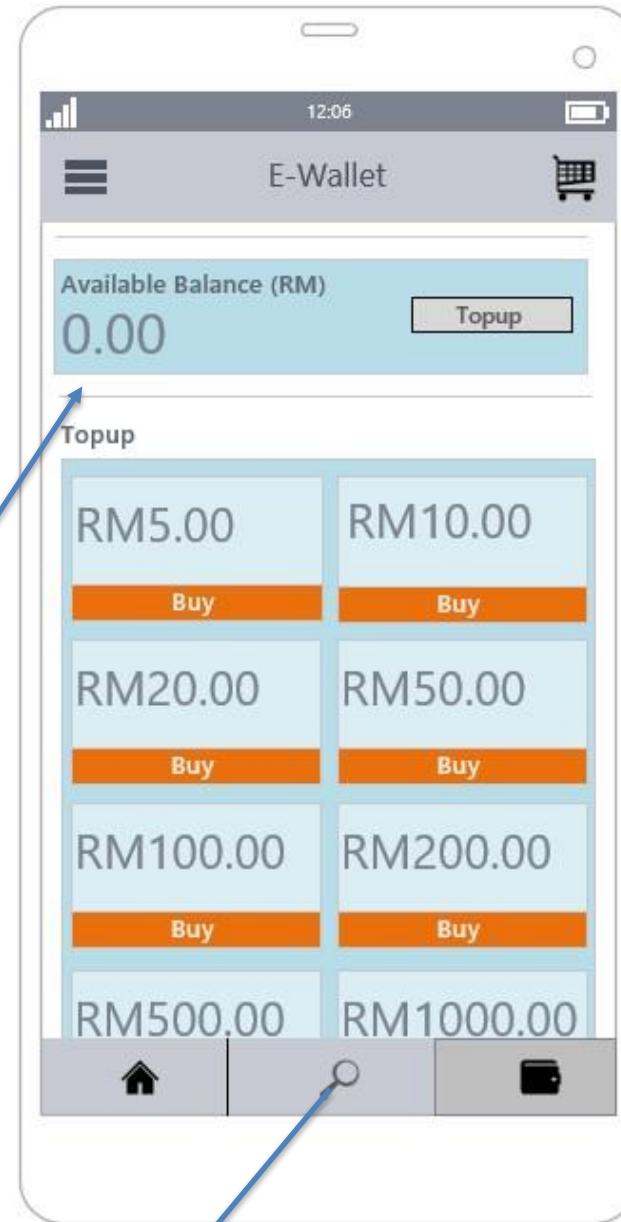 12:06
E-Wallet
Available Balance (RM)
0.00
Topup
Topup
RM5.00
RM10.00
Buy
Buy
RM20.00
RM50.00
Buy
Buy
RM100.00
RM200.00
Buy
Buy
RM500.00
RM1000.00